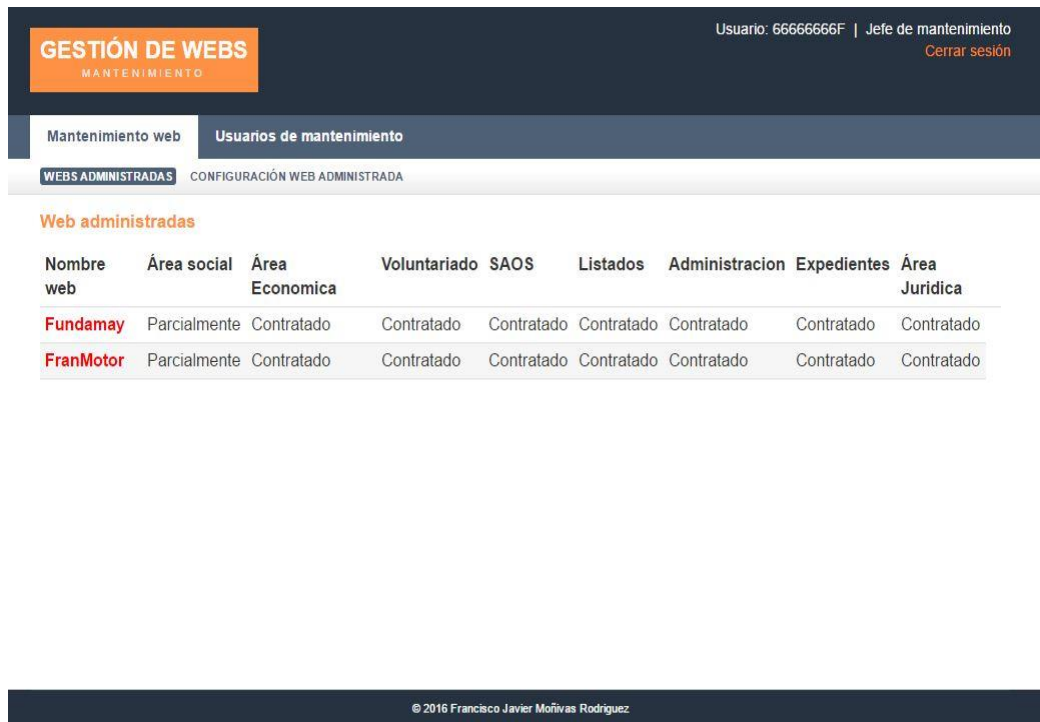 GESTIÓN DE WEBS
MANTENIMIENTO
Usuario: 66666666F | Jefe de mantenimiento
Cerrar sesión
Mantenimiento web Usuarios de mantenimiento
WEBS ADMINISTRADAS CONFIGURACIÓN WEB ADMINISTRADA
Web administradas
Nombre web Área social Área Economica Voluntariado SAOS Listados Administracion Expedientes Área Juridica
Fundamay Parcialmente Contratado Contratado Contratado Contratado Contratado Contratado Contratado
FranMotor Parcialmente Contratado Contratado Contratado Contratado Contratado Contratado Contratado
© 2016 Francisco Javier Moñivas Rodriguez